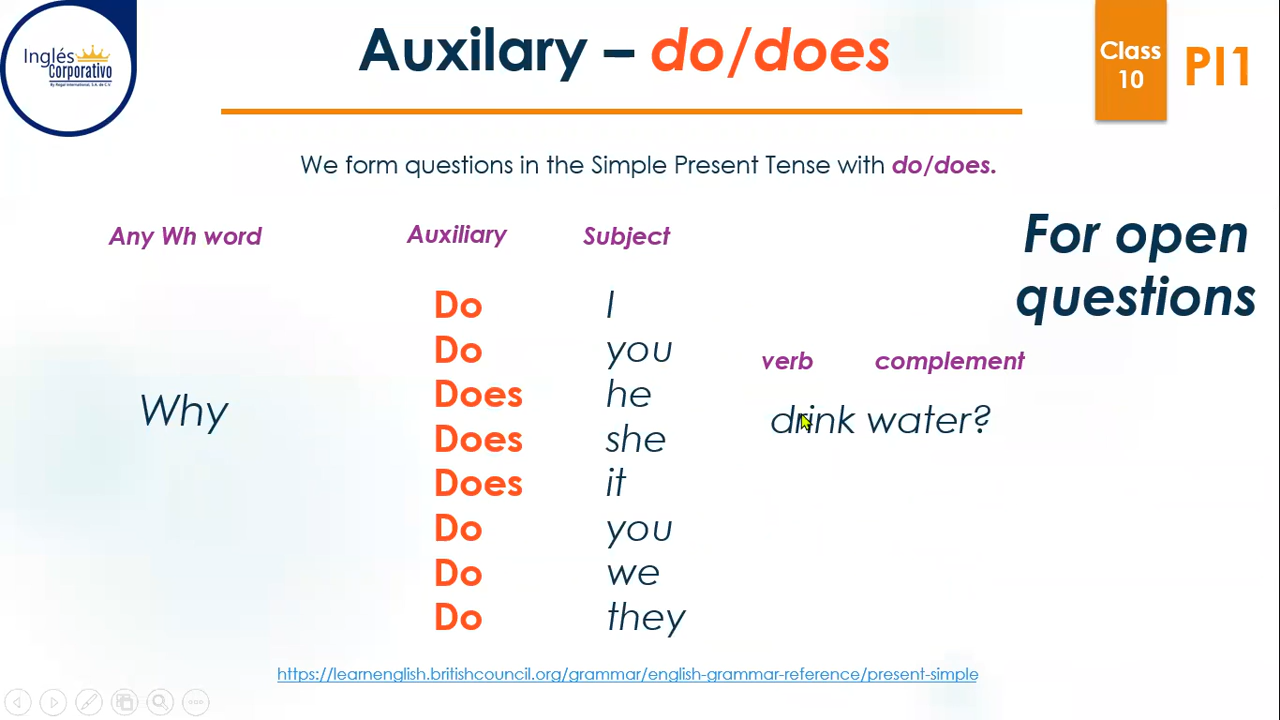 Inglés
Corporativo
By Regal International, S.A. de C.V.
Auxilary – do/does
Class
10
PI1
We form questions in the Simple Present Tense with do/does.
Any Wh word
Auxiliary
Subject
For open
questions
Do I
Do you
Does he
Does she
Does it
Do you
Do we
Do they
Why
verb
complement
drink water?
https://learnenglish.britishcouncil.org/grammar/english-grammar-reference/present-simple